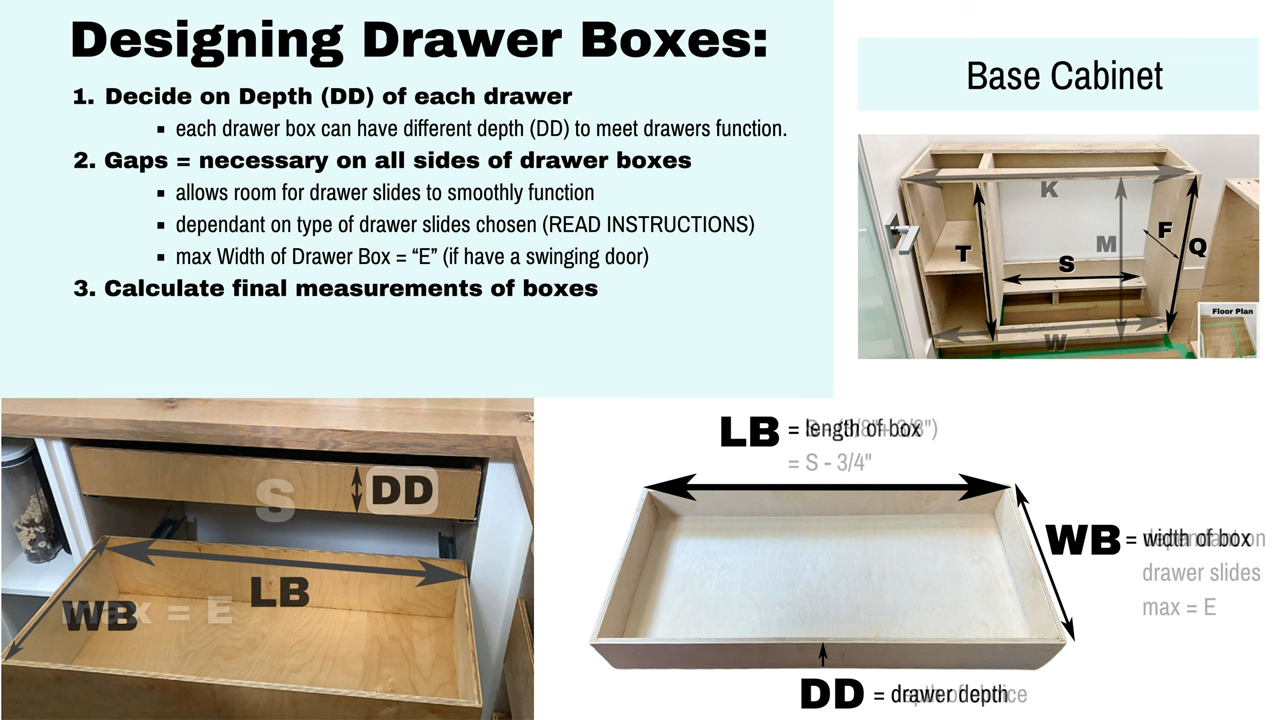 Designing Drawer Boxes:
1. Decide on Depth (DD) of each drawer
▪ each drawer box can have different depth (DD) to meet drawers function.
2. Gaps = necessary on all sides of drawer boxes
▪ allows room for drawer slides to smoothly function
▪ dependant on type of drawer slides chosen (READ INSTRUCTIONS)
▪ max Width of Drawer Box = “E” (if have a swinging door)
3. Calculate final measurements of boxes
Base Cabinet
K
M
F
Q
T
S
W
Floor Plan
S
DD
LB
WB
max = E
LB = length of box
= S - 3/4"
WB = width of box
drawer slides
max = E
DD = drawer depth